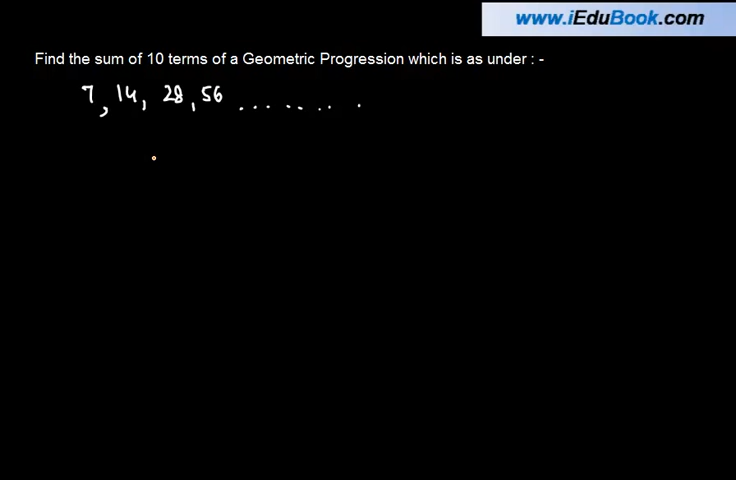 www.iEduBook.com
Find the sum of 10 terms of a Geometric Progression which is as under : -
7, 14, 28, 56 .........